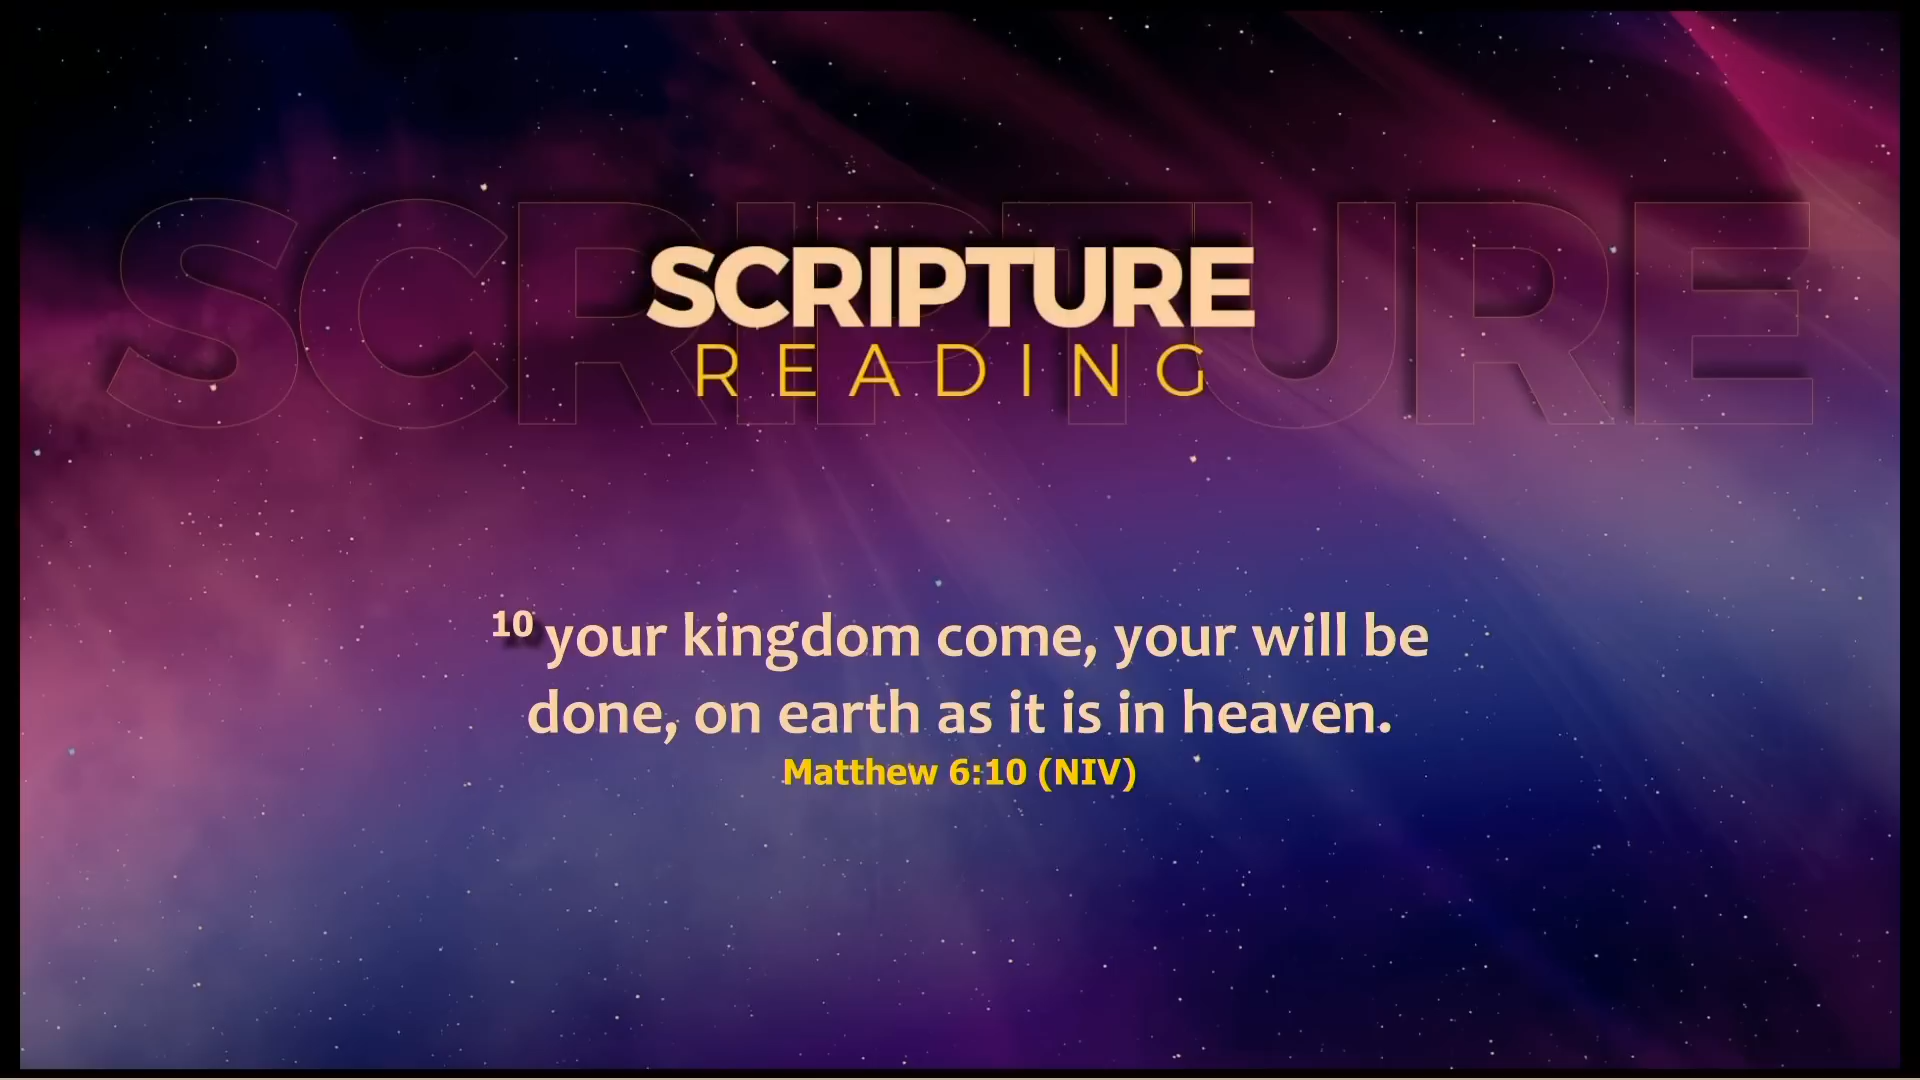 SCRIPTURE
SCRIPTURE
READING
10 your kingdom come, your will be
done, on earth as it is in heaven.
Matthew 6:10 (NIV)